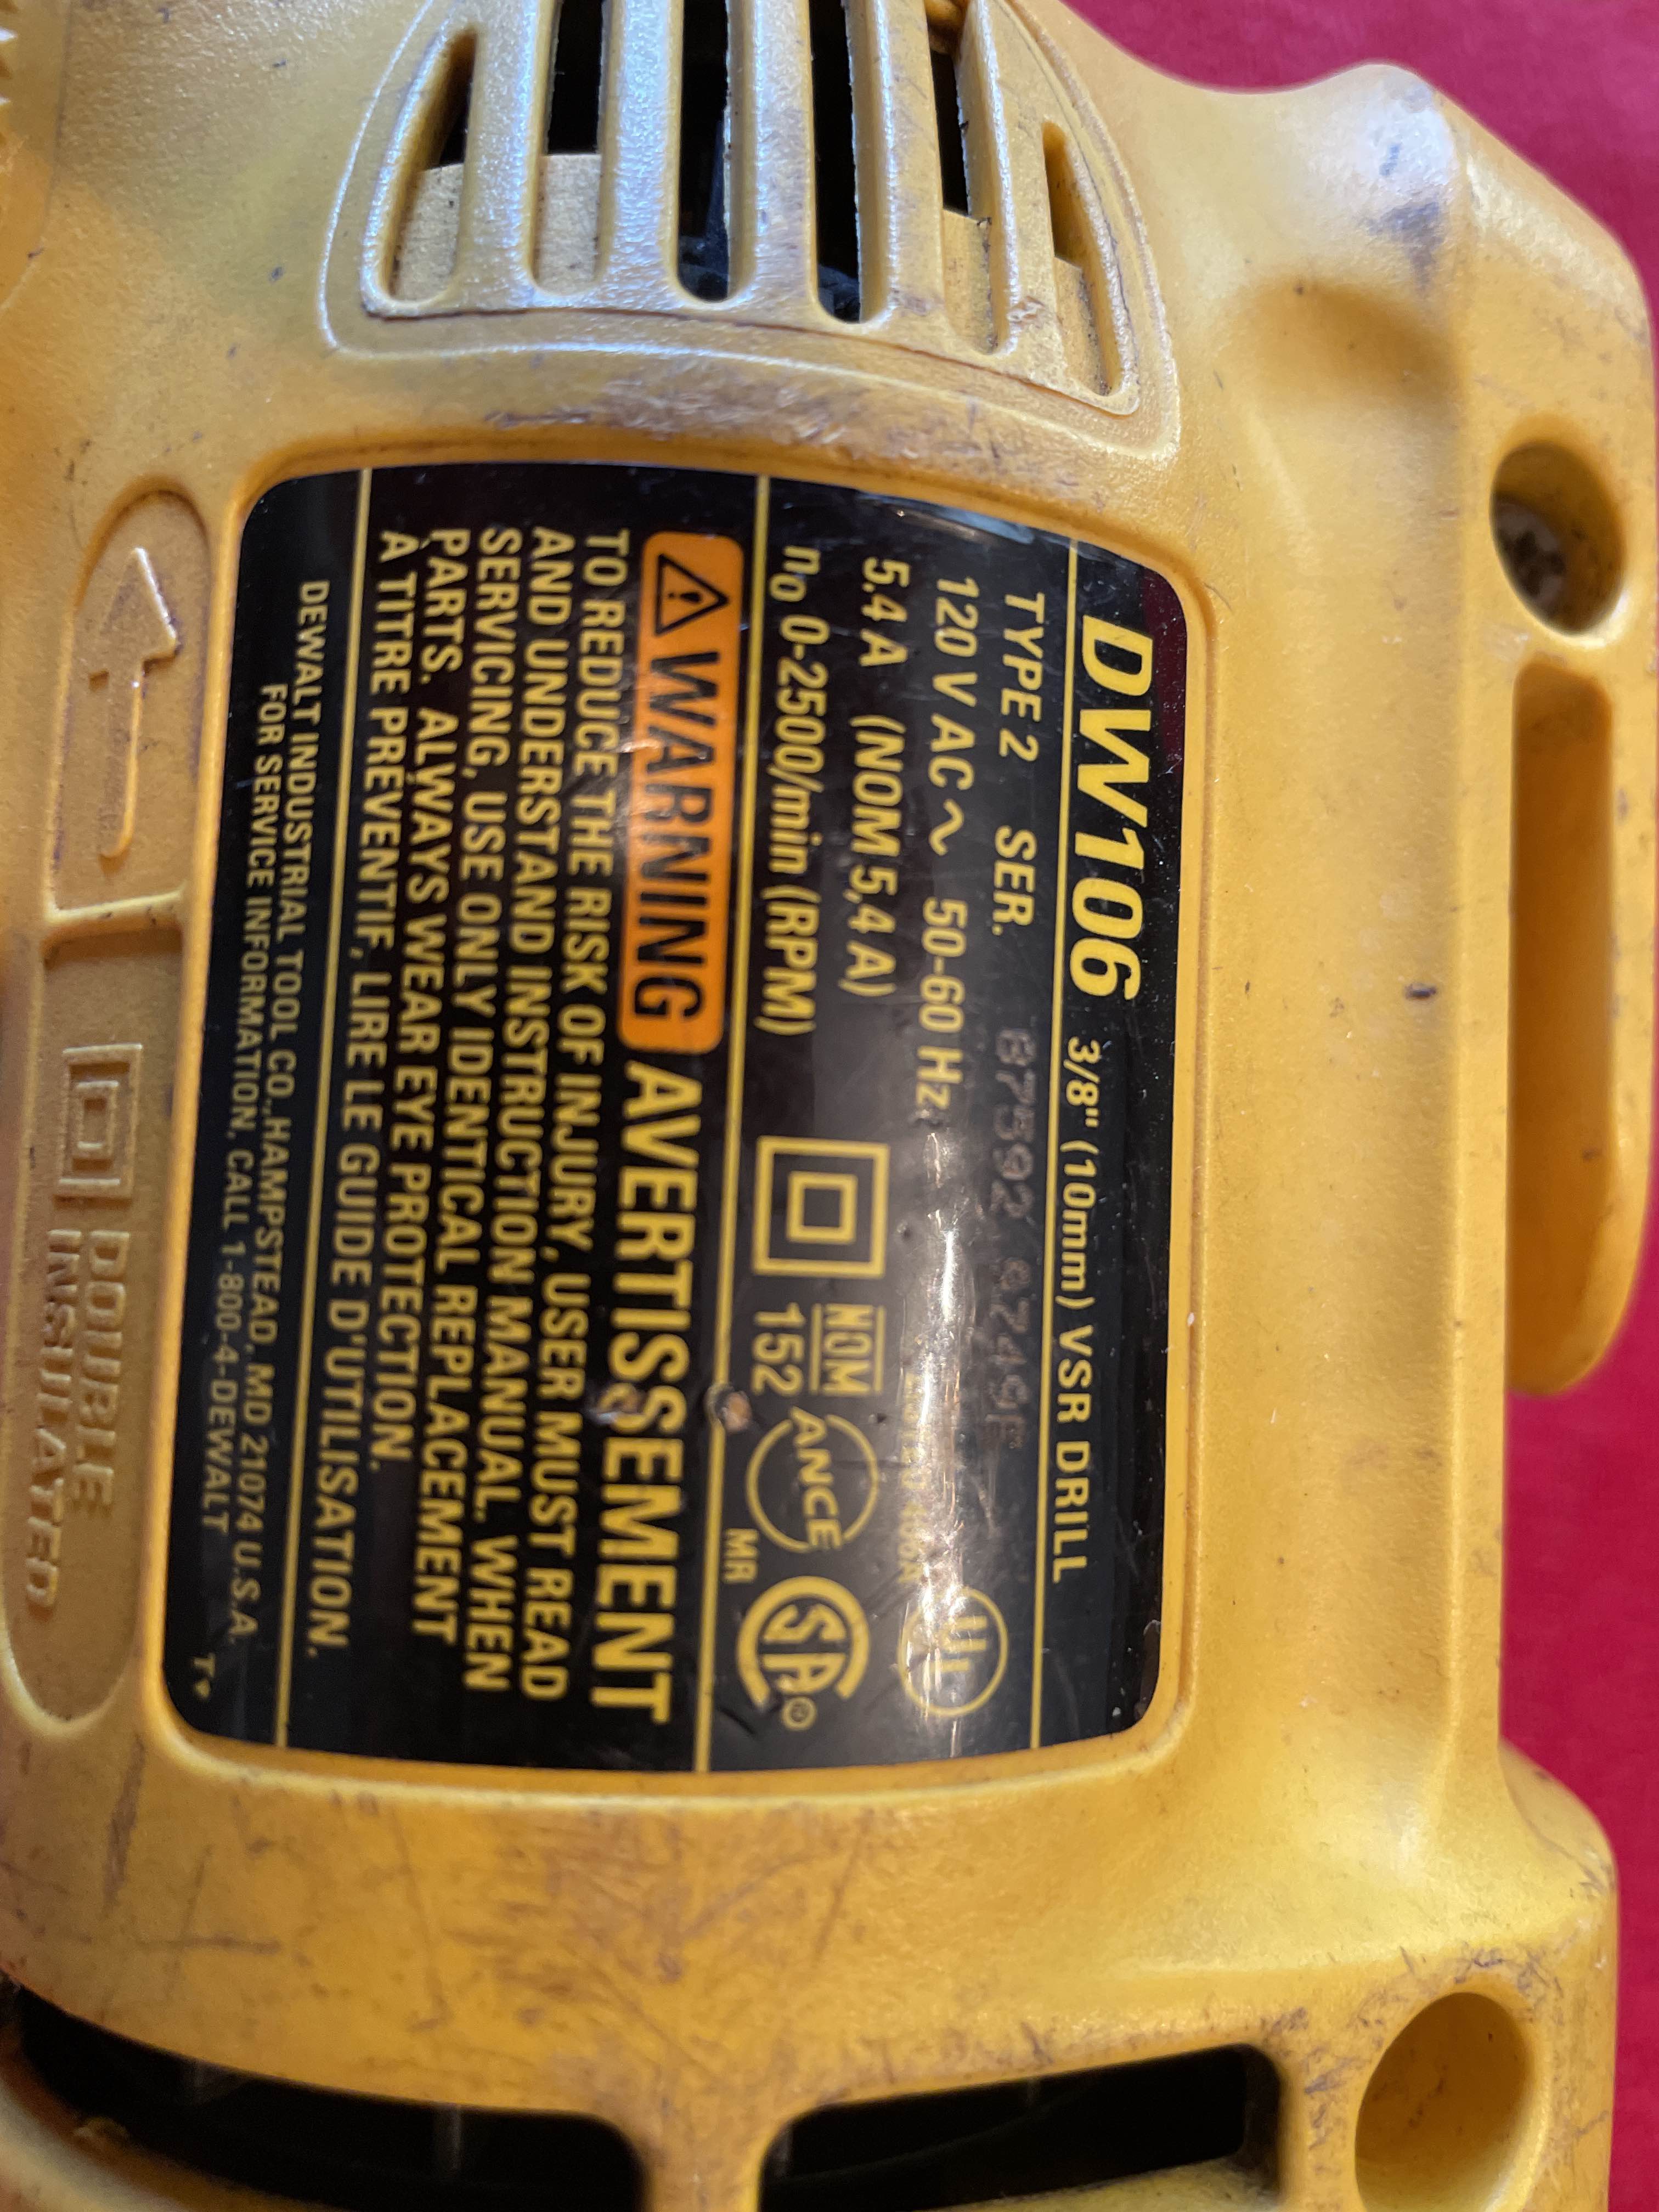 DW106 3/8" (10mm) VSR DRILL
TYPE 2 SER.
120 V AC ~ 50-60 Hz
5.4 A (NOM 5,4 A)
n0 0-2500/min (RPM)
NOM
152
ANCE
MR
UL
SA®
⚠ WARNING AVERTISSEMENT
TO REDUCE THE RISK OF INJURY, USER MUST READ
AND UNDERSTAND INSTRUCTION MANUAL. WHEN
SERVICING, USE ONLY IDENTICAL REPLACEMENT
PARTS. ALWAYS WEAR EYE PROTECTION.
À TITRE PRÉVENTIF, LIRE LE GUIDE D'UTILISATION.
DEWALT INDUSTRIAL TOOL CO., HAMPSTEAD, MD 21074 U.S.A.
FOR SERVICE INFORMATION, CALL 1-800-4-DEWALT
DOUBLE
INSULATED